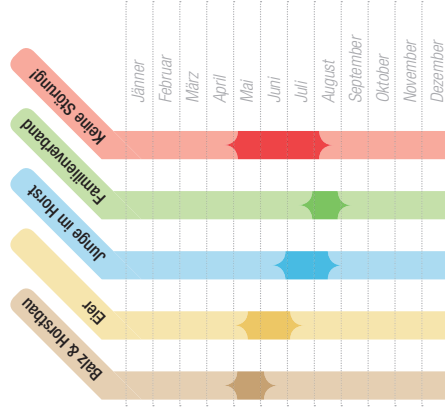 Jänner
Februar
März
April
Mai
Juni
Juli
August
September
Oktober
November
Dezember
Keine Störung!
Familienverband
Junge im Horst
Eier
Balz & Horstbau